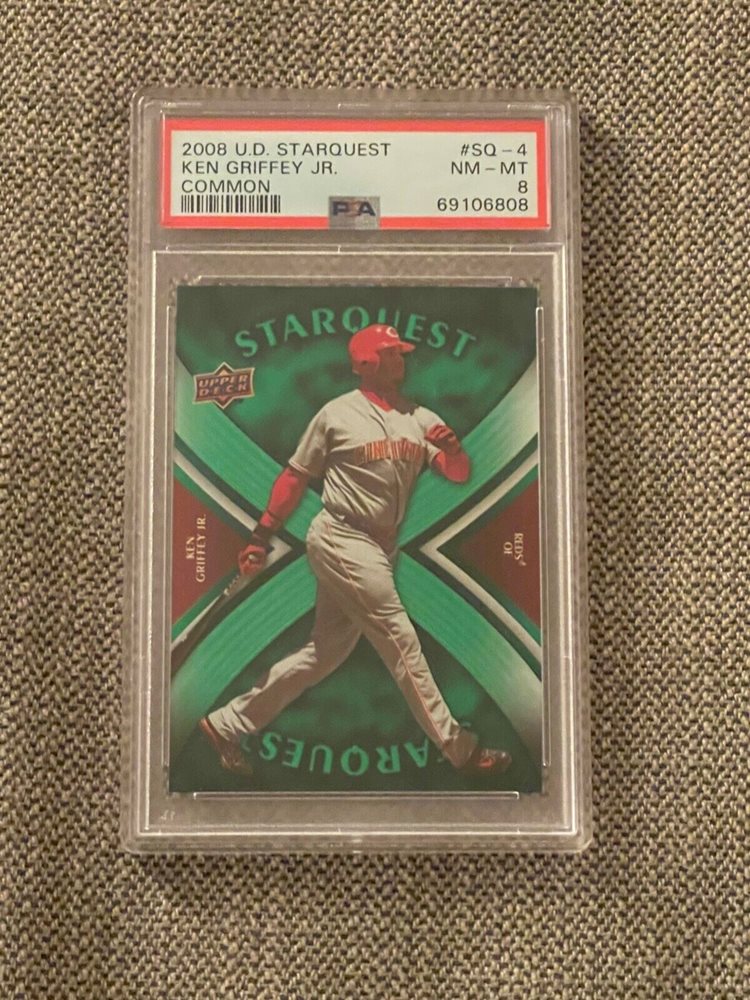 2008 U.D. STARQUEST #SQ-4
KEN GRIFFEY JR. NM-MT
COMMON 8
PSA 69106808
STARQUEST
UPPER DECK
KEN
GRIFFEY JR.
REDS®
OF
STARQUEST